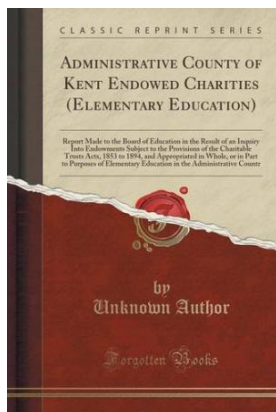 CLASSIC REPRINT SERIES
ADMINISTRATIVE COUNTY OF
KENT ENDOWED CHARITIES
(ELEMENTARY EDUCATION)
Report Made to the Board of Education in the Result of an Inquiry
Into Endowments Subject to the Provisions of the Charitable
Trusts Acts, 1853 to 1894, and Appropriated in Whole, or in Part
to Purposes of Elementary Education in the Administrative Countr
by
Unknown Author
Forgotten Books